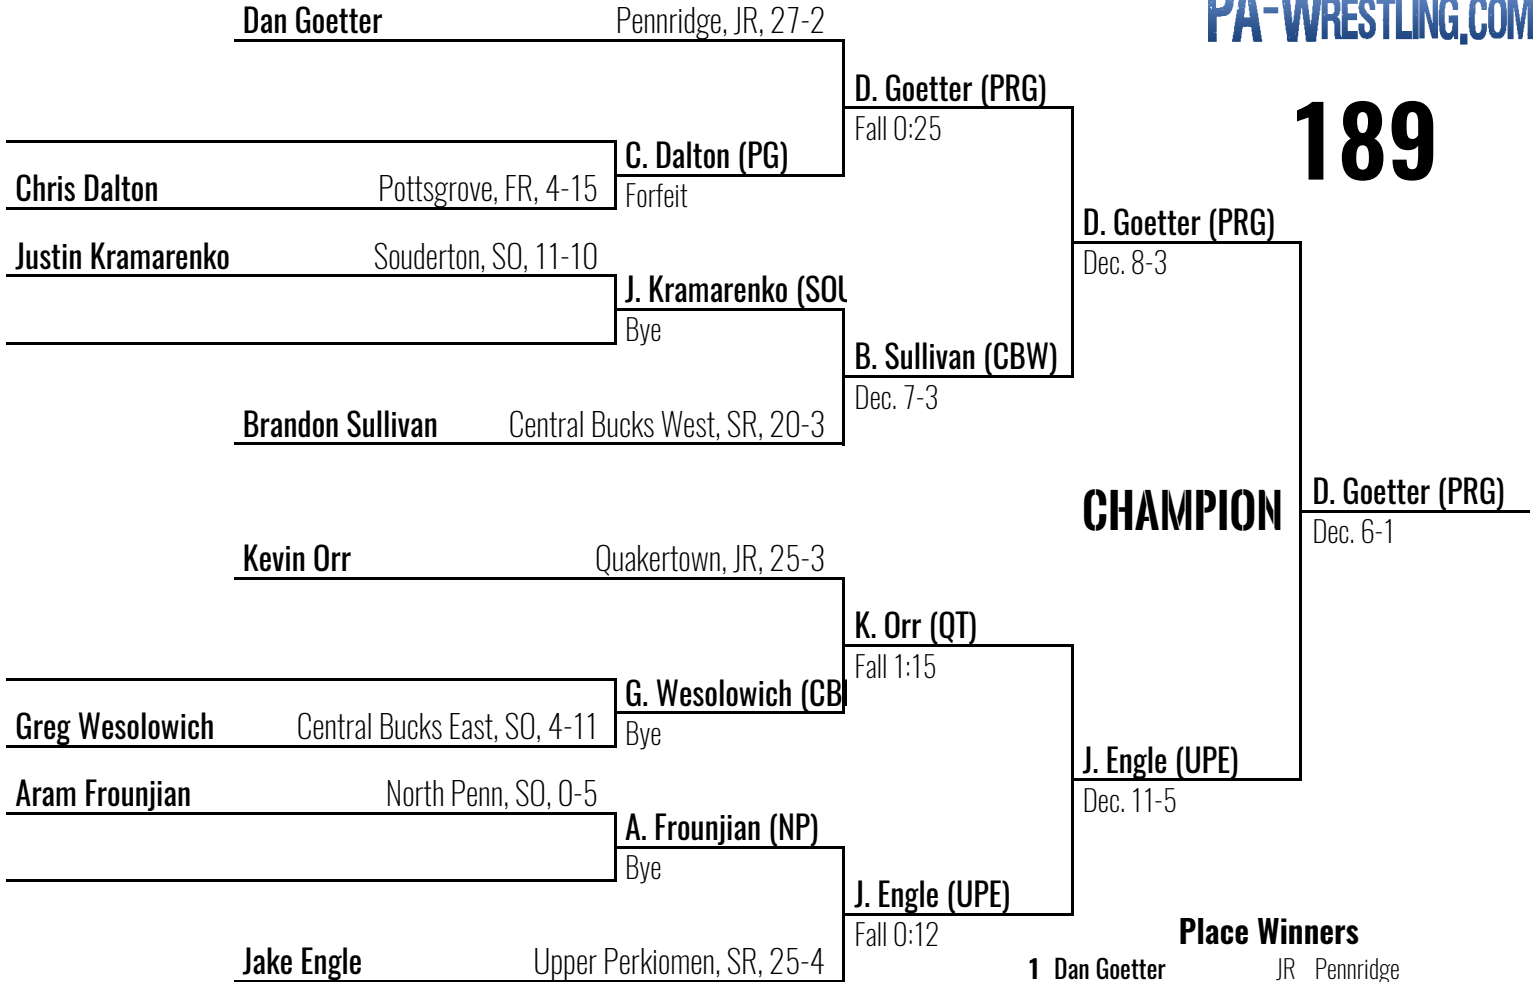 Dan Goetter Pennridge, JR, 27-2
PA-WRESTLING.COM
D. Goetter (PRG)
Fall 0:25
189
C. Dalton (PG)
Forfeit
Chris Dalton Pottsgrove, FR, 4-15
D. Goetter (PRG)
Dec. 8-3
Justin Kramarenko Souderton, SO, 11-10
J. Kramarenko (SOU
Bye
B. Sullivan (CBW)
Dec. 7-3
Brandon Sullivan Central Bucks West, SR, 20-3
CHAMPION
D. Goetter (PRG)
Dec. 6-1
Kevin Orr Quakertown, JR, 25-3
K. Orr (QT)
Fall 1:15
G. Wesolowich (CB
Bye
Greg Wesolowich Central Bucks East, SO, 4-11
J. Engle (UPE)
Dec. 11-5
Aram Frounjian North Penn, SO, 0-5
A. Frounjian (NP)
Bye
J. Engle (UPE)
Fall 0:12
Jake Engle Upper Perkiomen, SR, 25-4
Place Winners
1 Dan Goetter JR Pennridge